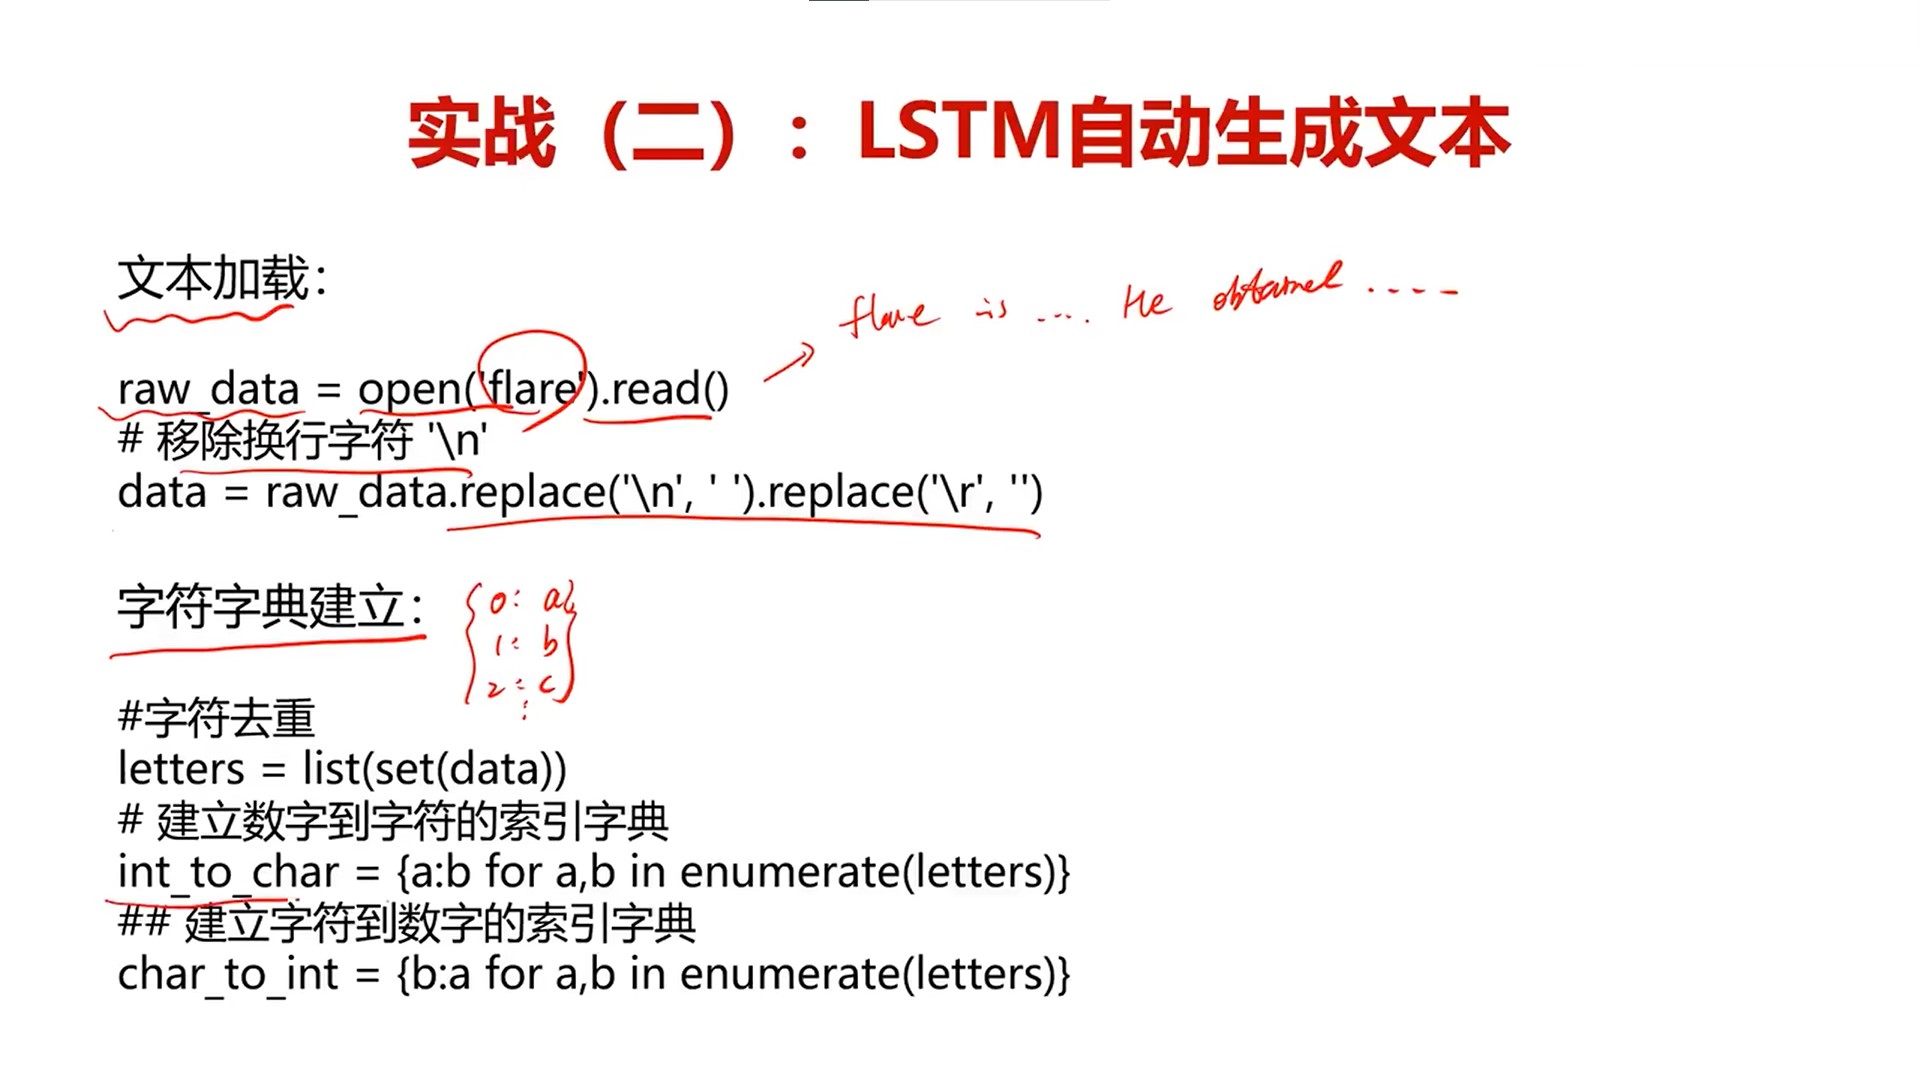 实战（二）：LSTM自动生成文本
文本加载：
flare is .... He obtained ....
raw_data = open('flare').read()
# 移除换行字符 '\n'
data = raw_data.replace('\n', ' ').replace('\r', '')
字符字典建立：
{0: a,
1: b
2: c}
⋮
#字符去重
letters = list(set(data))
# 建立数字到字符的索引字典
int_to_char = {a:b for a,b in enumerate(letters)}
## 建立字符到数字的索引字典
char_to_int = {b:a for a,b in enumerate(letters)}